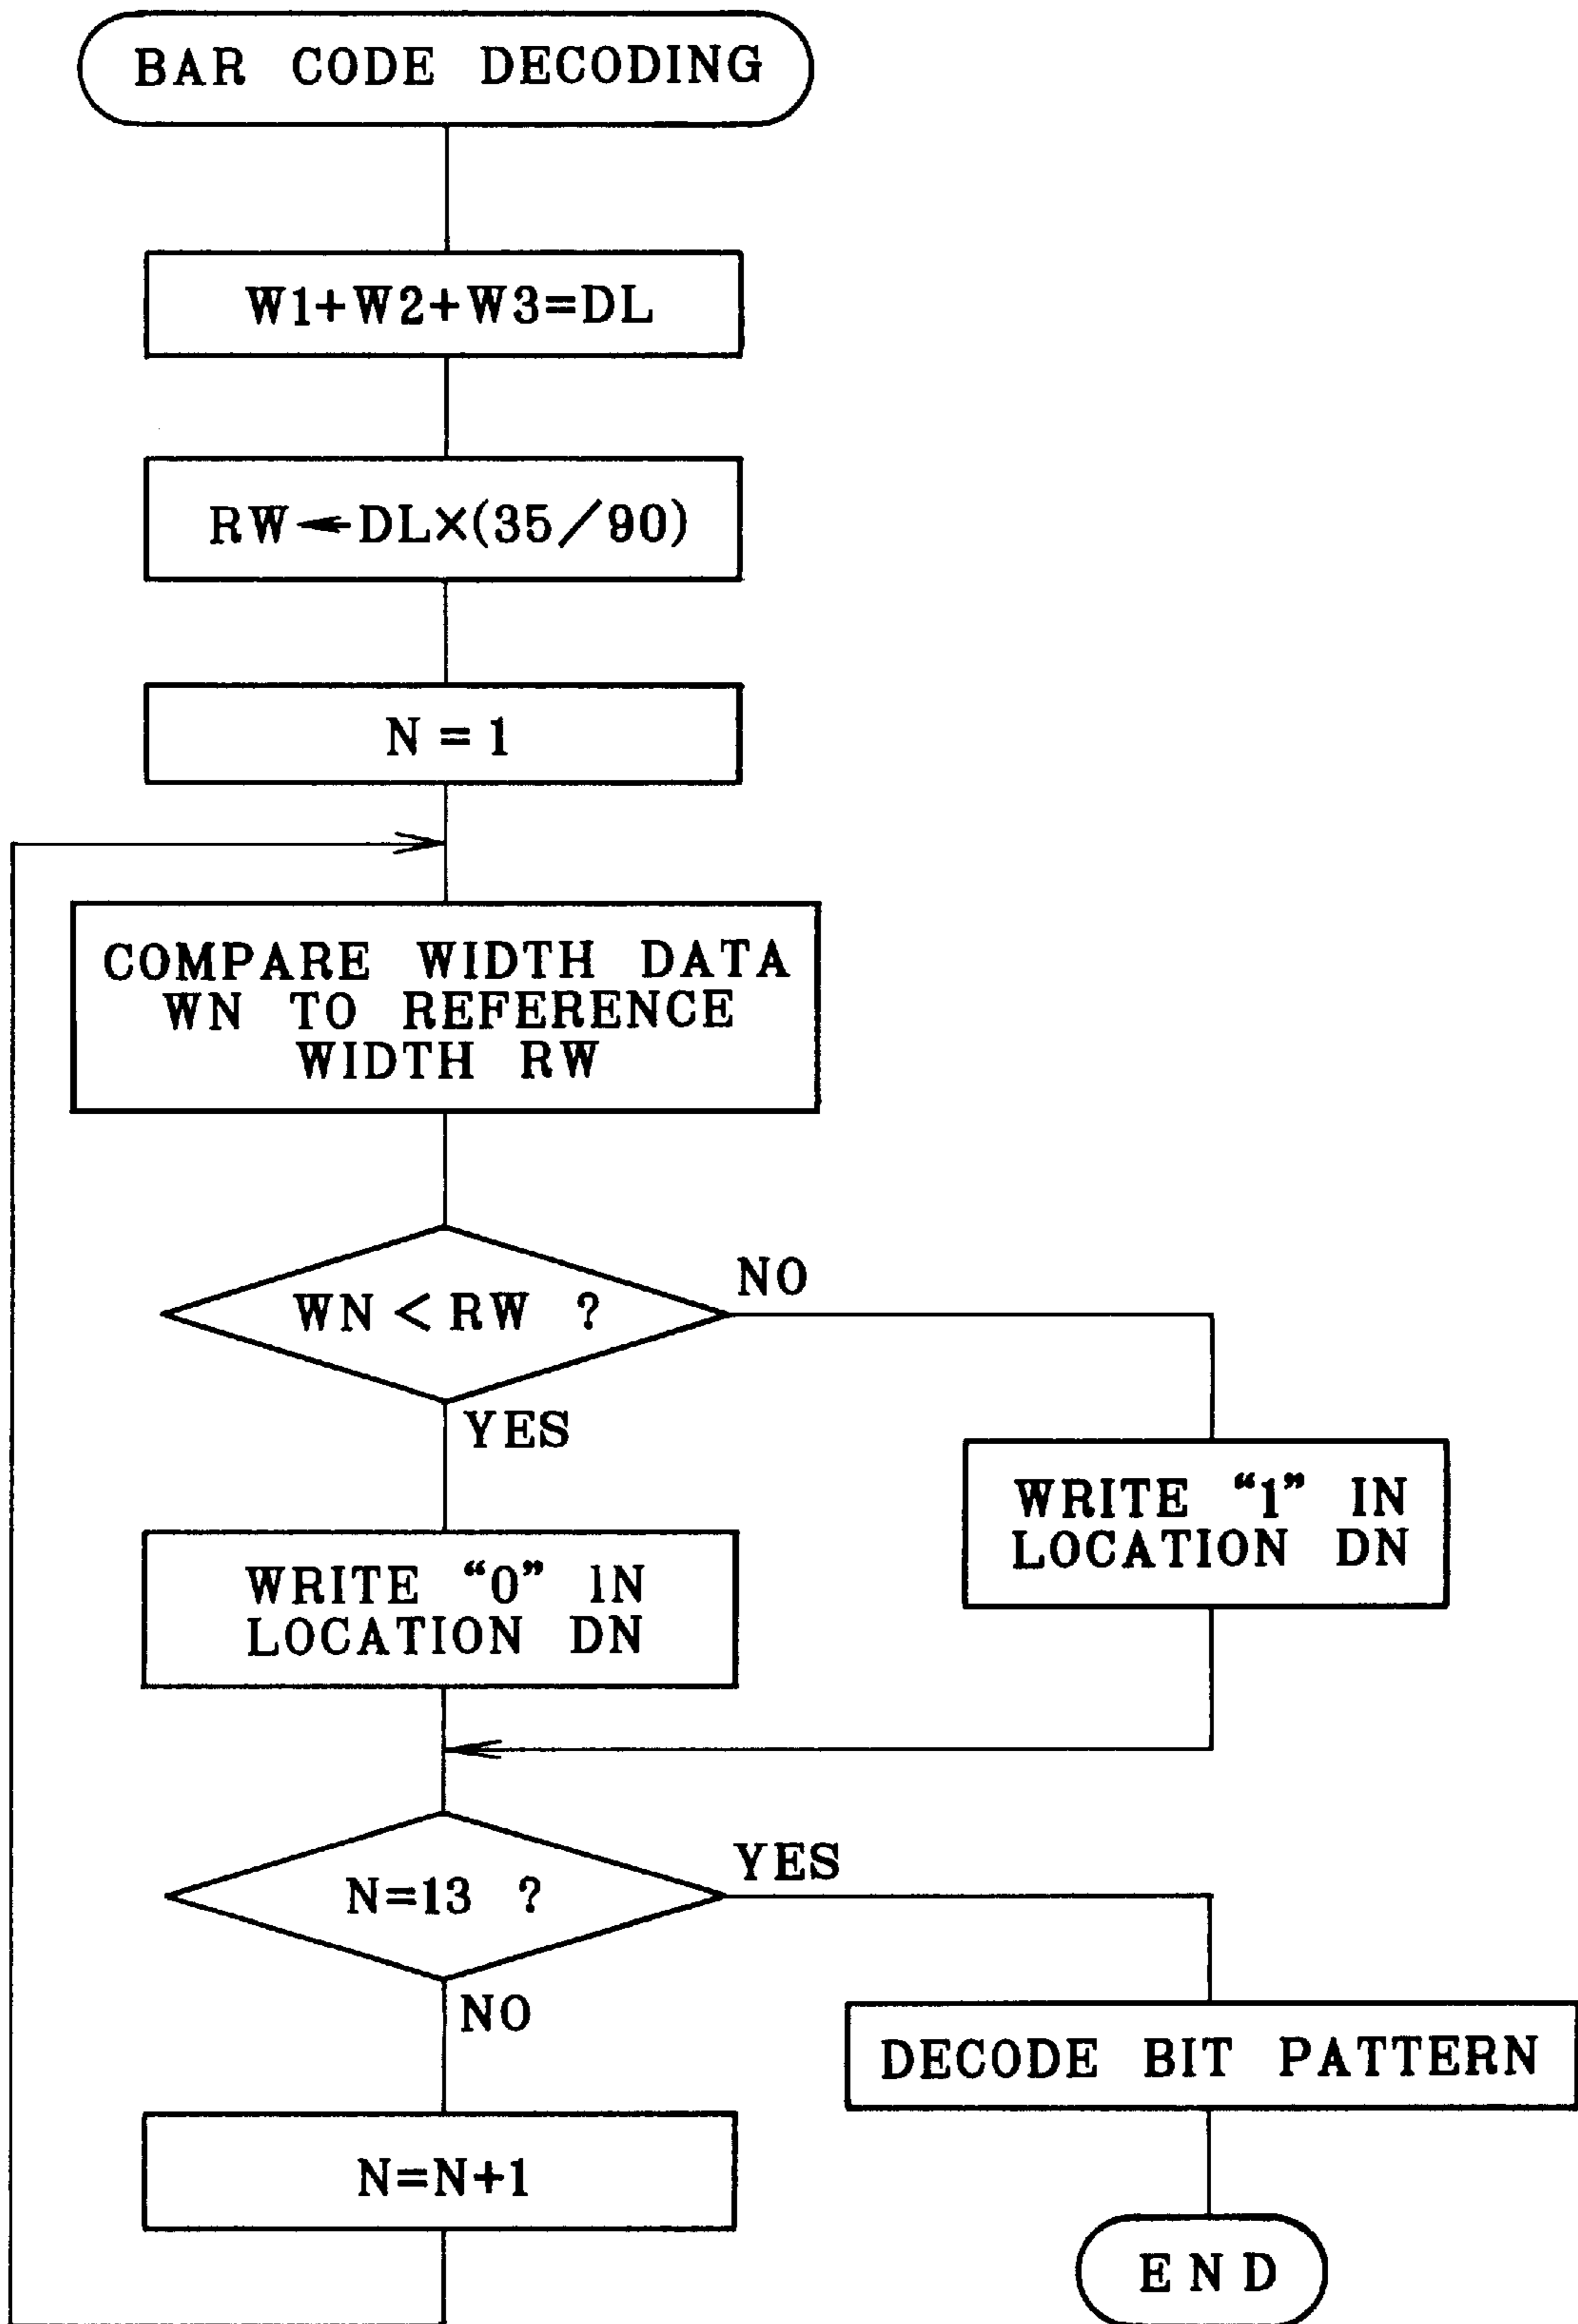 BAR CODE DECODING
W1+W2+W3=DL
RW←DL×(35/90)
N=1
COMPARE WIDTH DATA
WN TO REFERENCE
WIDTH RW
WN < RW ?
NO
YES
WRITE “1” IN
LOCATION DN
WRITE “0” IN
LOCATION DN
N=13 ?
YES
NO
DECODE BIT PATTERN
N=N+1
END